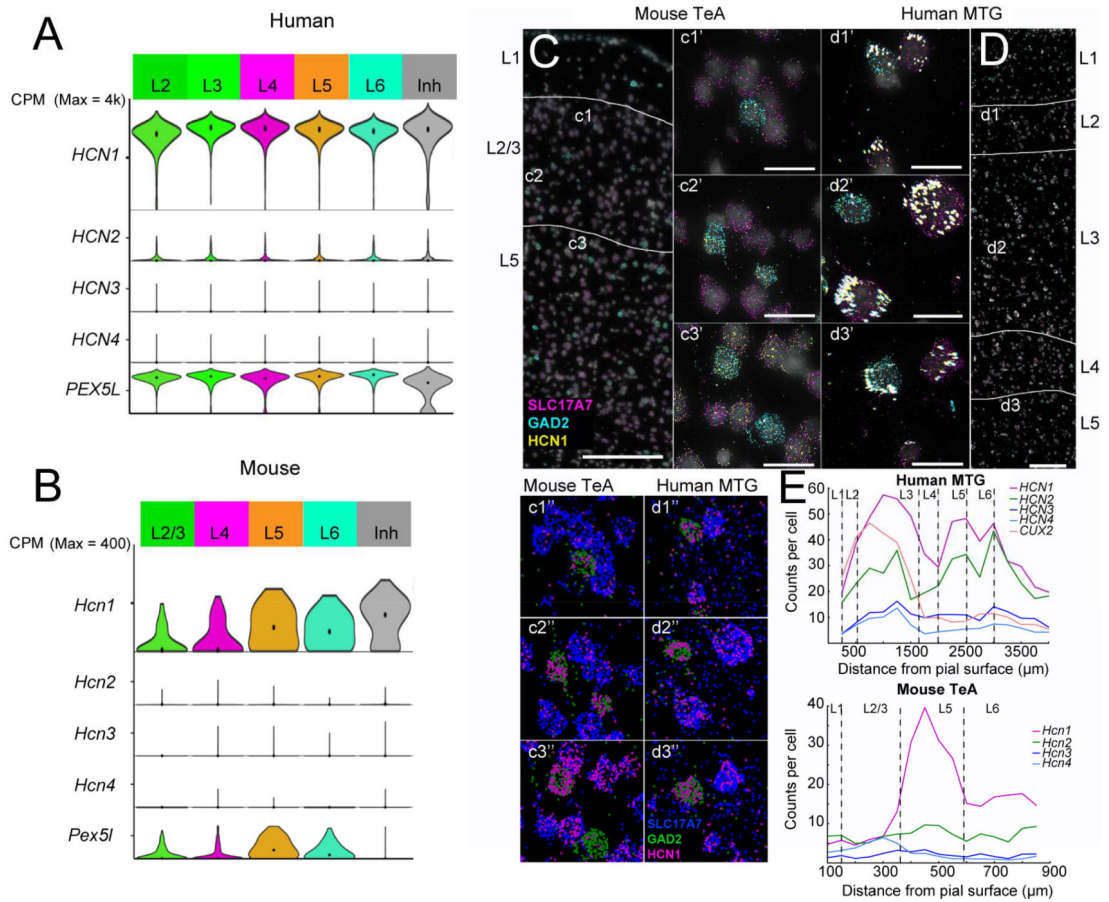 A
Human
L2 L3 L4 L5 L6 Inh
CPM (Max = 4k)
HCN1
HCN2
HCN3
HCN4
PEX5L
B
Mouse
L2/3 L4 L5 L6 Inh
CPM (Max = 400)
Hcn1
Hcn2
Hcn3
Hcn4
Pex5l
Mouse TeA
Human MTG
C
L1
L2/3
L5
c1
c2
c3
SLC17A7
GAD2
HCN1
c1'
c2'
c3'
d1'
d2'
d3'
D
d1
d2
d3
L1
L2
L3
L4
L5
Mouse TeA
Human MTG
c1''
d1''
c2''
d2''
c3''
d3''
SLC17A7
GAD2
HCN1
E
Human MTG
L1 L2 L3 L4 L5 L6
HCN1
HCN2
HCN3
HCN4
CUX2
Counts per cell
60
50
40
30
20
10
500 1500 2500 3500
Distance from pial surface (µm)
Mouse TeA
L1 L2/3 L5 L6
Hcn1
Hcn2
Hcn3
Hcn4
Counts per cell
40
30
20
10
100 300 500 700 900
Distance from pial surface (µm)